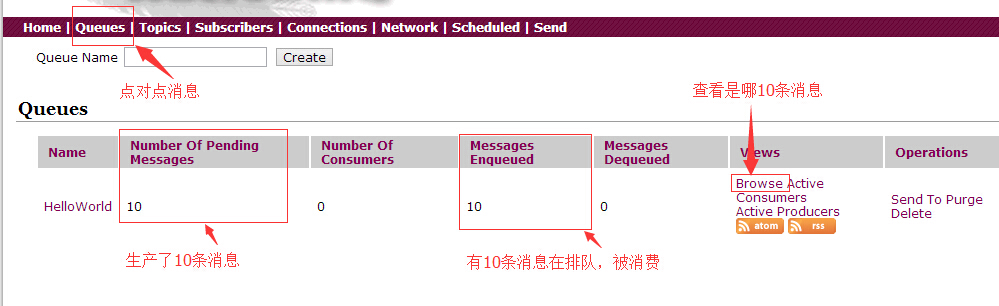 Home | Queues | Topics | Subscribers | Connections | Network | Scheduled | Send
Queue Name Create
点对点消息
查看是哪10条消息
Queues
Name Number Of Pending Messages Number Of Consumers Messages Enqueued Messages Dequeued Views Operations
HelloWorld 10 0 10 0 Browse Active Consumers
Active Producers
atom rss
Send To Purge
Delete
生产了10条消息
有10条消息在排队，被消费